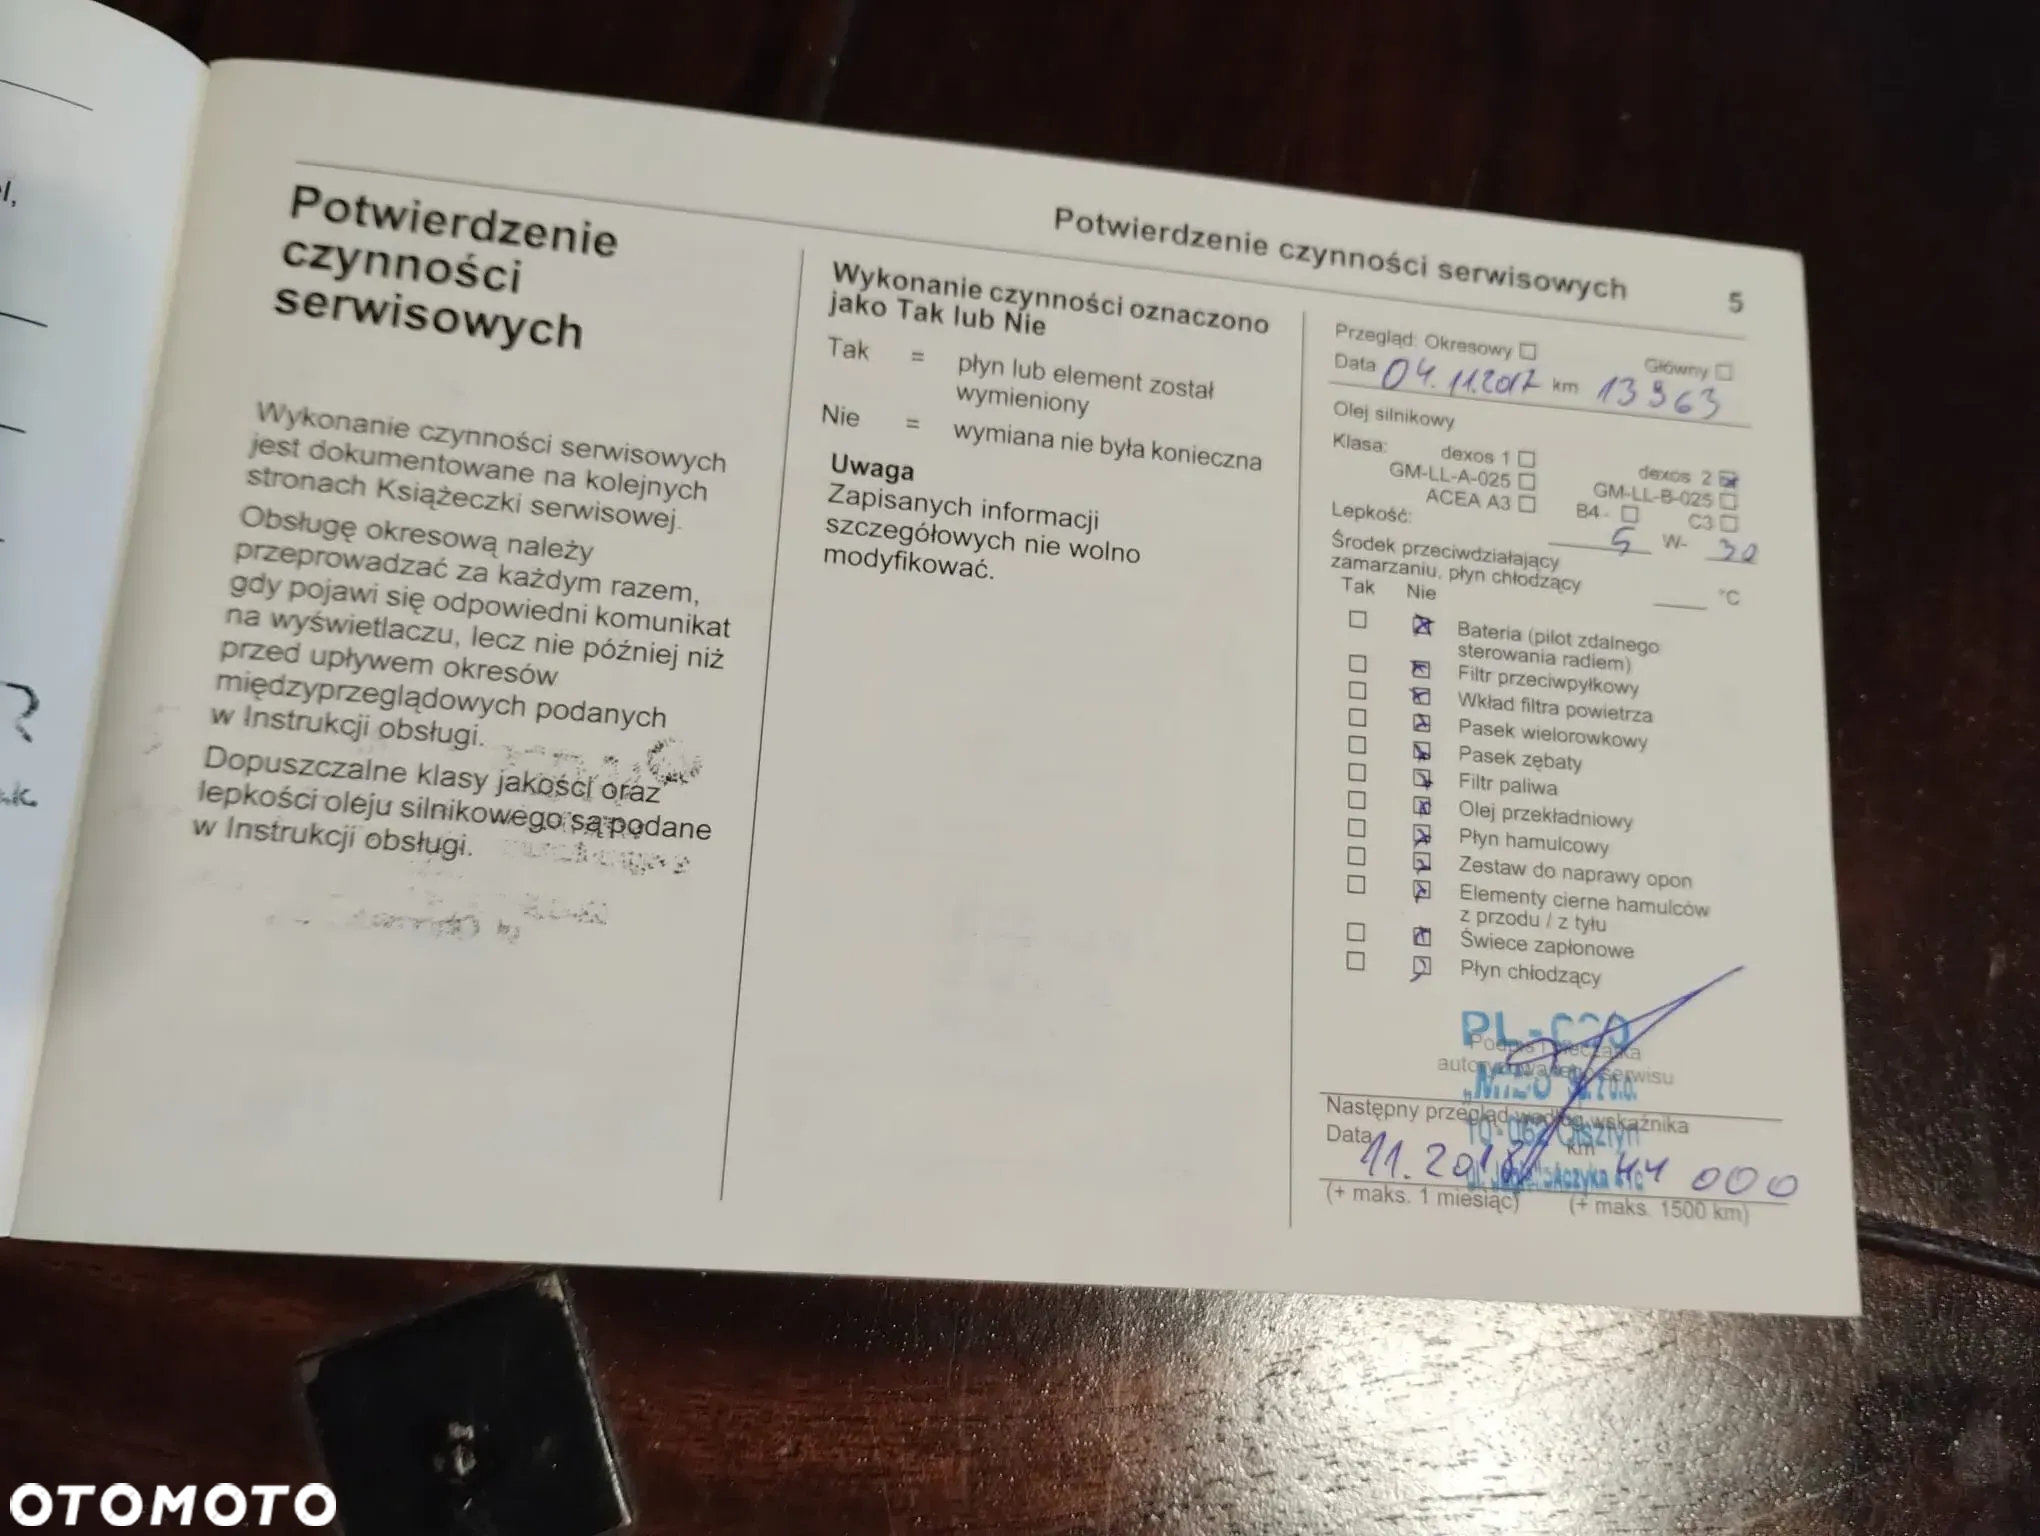 Potwierdzenie
czynności
serwisowych
Wykonanie czynności serwisowych
jest dokumentowane na kolejnych
stronach Książeczki serwisowej.
Obsługę okresową należy
przeprowadzać za każdym razem,
gdy pojawi się odpowiedni komunikat
na wyświetlaczu, lecz nie później niż
przed upływem okresów
międzyprzeglądowych podanych
w Instrukcji obsługi.
Dopuszczalne klasy jakości oraz
lepkości oleju silnikowego są podane
w Instrukcji obsługi.
Potwierdzenie czynności serwisowych 5
Wykonanie czynności oznaczono
jako Tak lub Nie
Tak = płyn lub element został
wymieniony
Nie = wymiana nie była konieczna
Uwaga
Zapisanych informacji
szczegółowych nie wolno
modyfikować.
Przegląd: Okresowy Główny
Data 04.11.2017 km 13963
Olej silnikowy
Klasa: dexos 1 dexos 2
GM-LL-A-025 GM-LL-B-025
ACEA A3 B4- C3
Lepkość: 5 W- 30
Środek przeciwdziałający
zamarzaniu, płyn chłodzący °C
Tak Nie
Bateria (pilot zdalnego
sterowania radiem)
Filtr przeciwpyłkowy
Wkład filtra powietrza
Pasek wielorowkowy
Pasek zębaty
Filtr paliwa
Olej przekładniowy
Płyn hamulcowy
Zestaw do naprawy opon
Elementy cierne hamulców
z przodu / z tyłu
Świece zapłonowe
Płyn chłodzący
Podpis i pieczątka
autoryzowanego serwisu
Sp. z o.o.
Następny przegląd według wskaźnika
Olsztyn
Data 11.2018 km 44 000
(+ maks. 1 miesiąc) (+ maks. 1500 km)
OTOMOTO